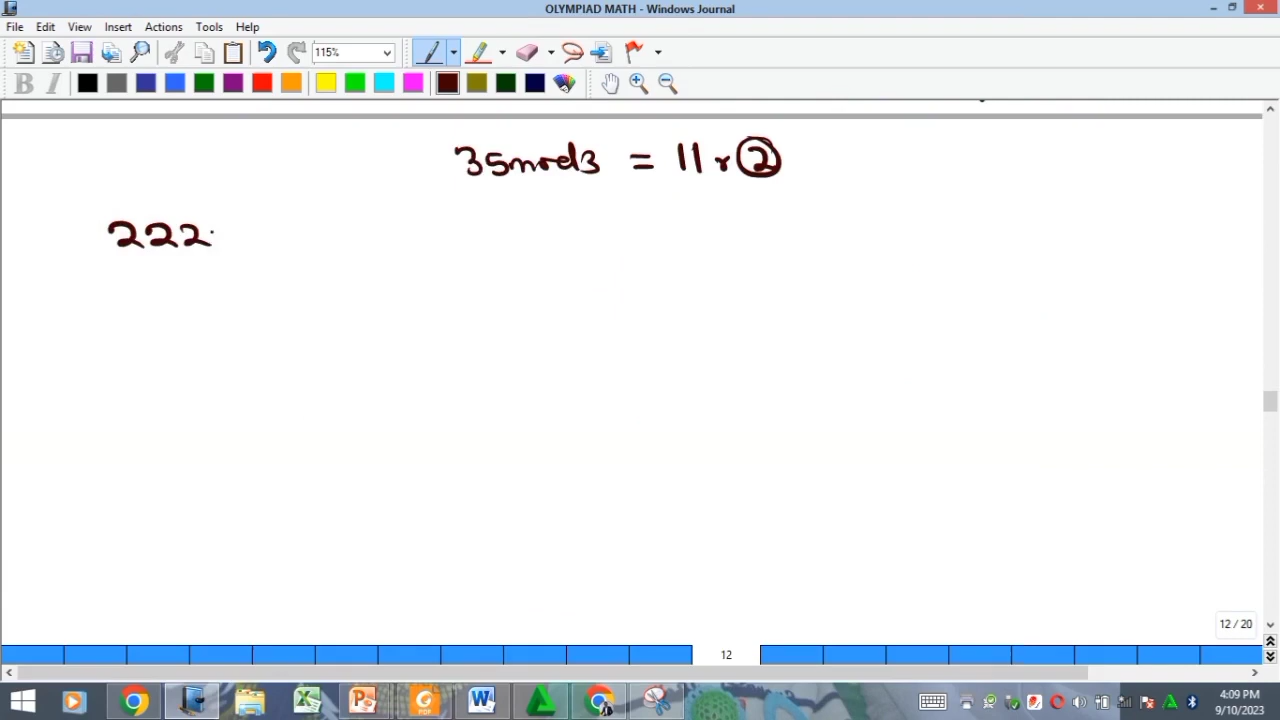 OLYMPIAD MATH - Windows Journal
File Edit View Insert Actions Tools Help
115%
B I
35mod3 = 11 r 2
222
12 / 20
12
4:09 PM
9/10/2023